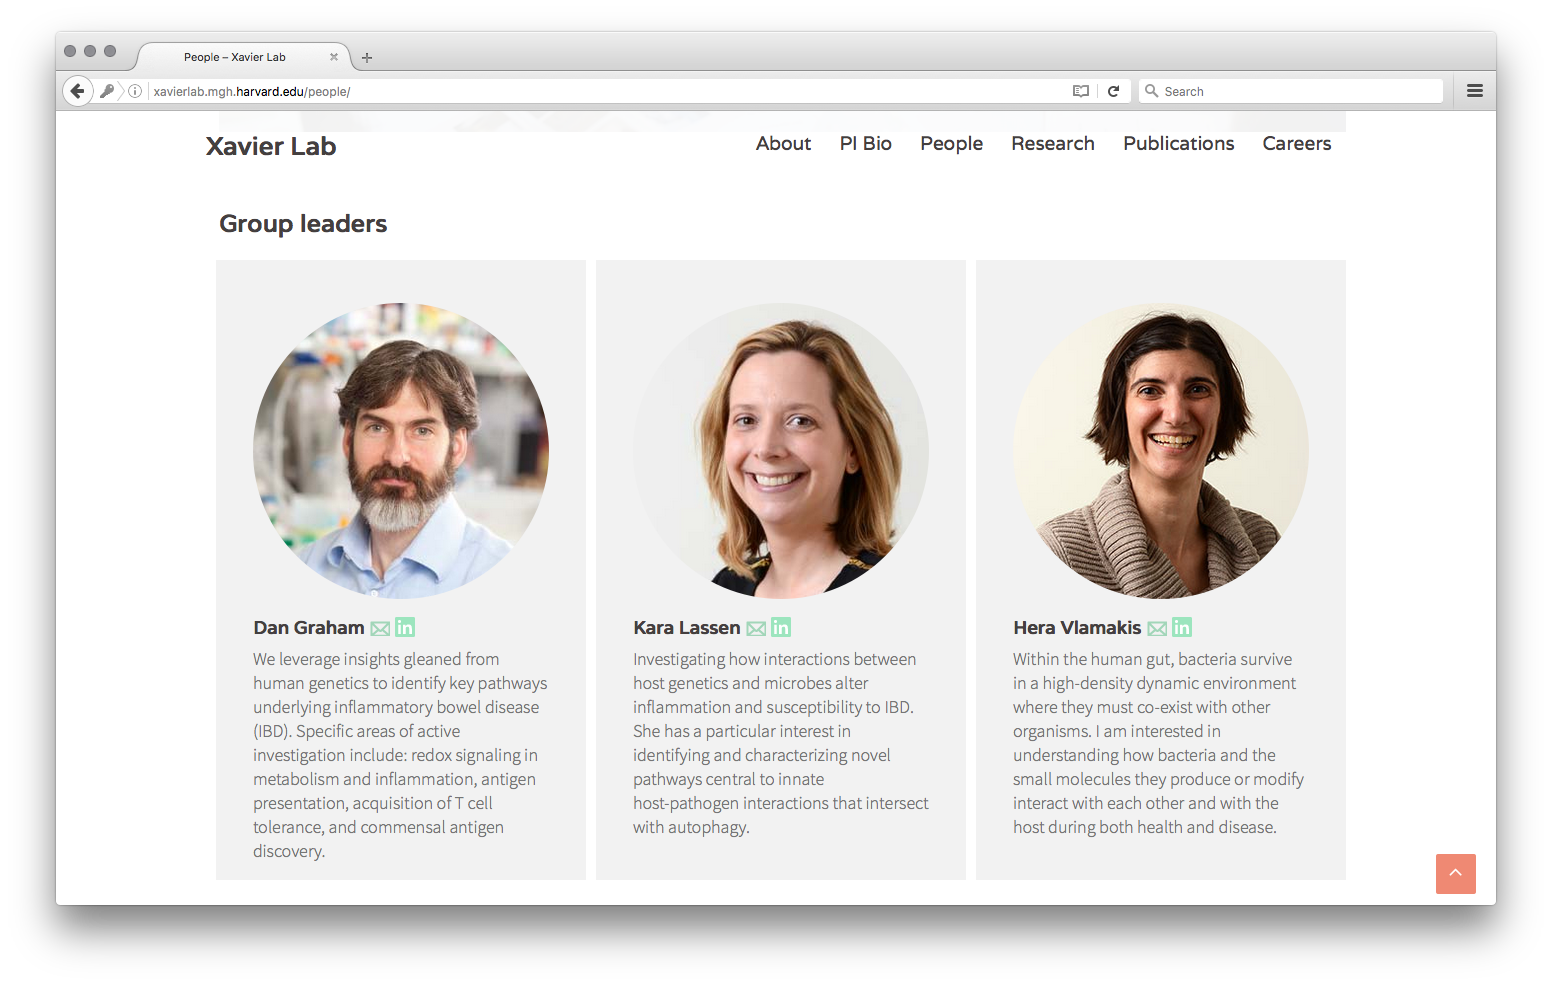 People – Xavier Lab
xavierlab.mgh.harvard.edu/people/
Search
Xavier Lab
About PI Bio People Research Publications Careers
Group leaders
Dan Graham in
We leverage insights gleaned from
human genetics to identify key pathways
underlying inflammatory bowel disease
(IBD). Specific areas of active
investigation include: redox signaling in
metabolism and inflammation, antigen
presentation, acquisition of T cell
tolerance, and commensal antigen
discovery.
Kara Lassen in
Investigating how interactions between
host genetics and microbes alter
inflammation and susceptibility to IBD.
She has a particular interest in
identifying and characterizing novel
pathways central to innate
host-pathogen interactions that intersect
with autophagy.
Hera Vlamakis in
Within the human gut, bacteria survive
in a high-density dynamic environment
where they must co-exist with other
organisms. I am interested in
understanding how bacteria and the
small molecules they produce or modify
interact with each other and with the
host during both health and disease.